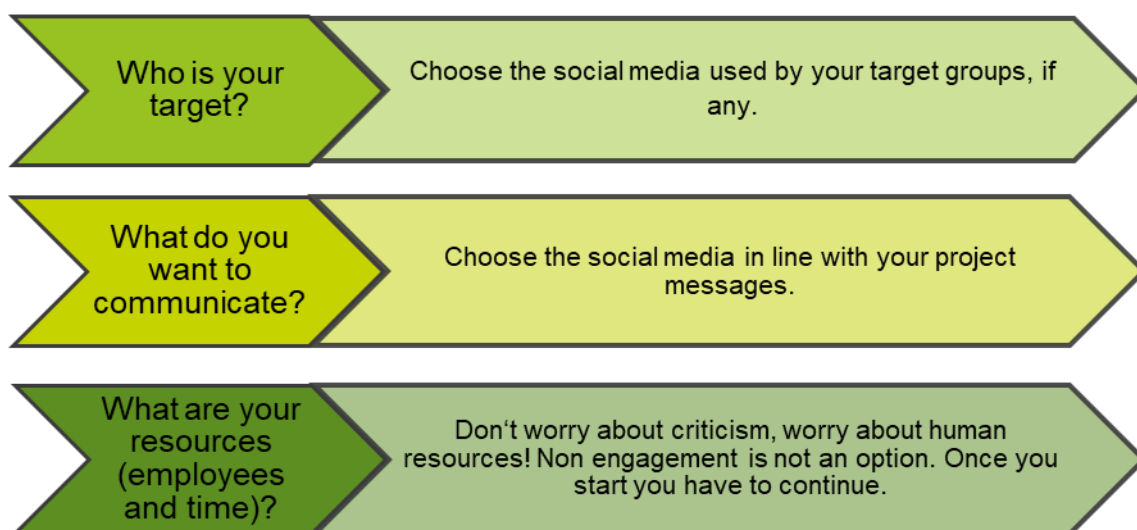 Who is your
target?
Choose the social media used by your target groups, if
any.
What do you
want to
communicate?
Choose the social media in line with your project
messages.
What are your
resources
(employees
and time)?
Don‘t worry about criticism, worry about human
resources! Non engagement is not an option. Once you
start you have to continue.